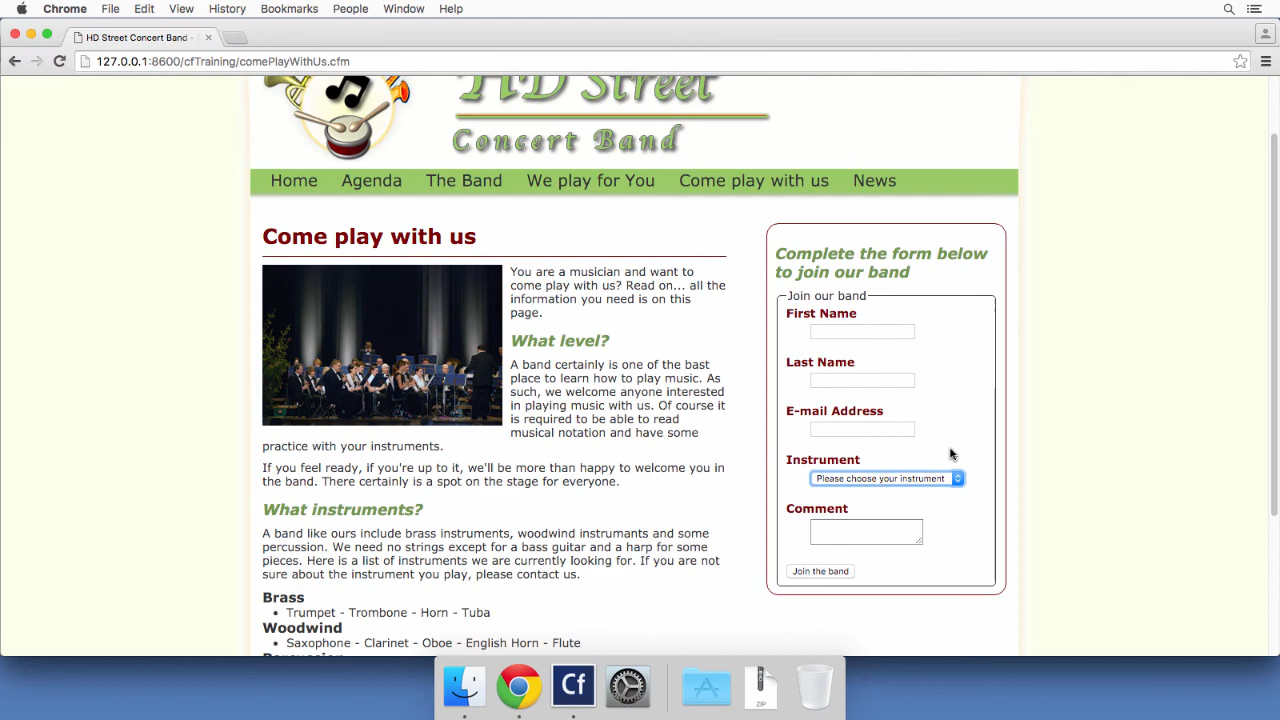 Chrome File Edit View History Bookmarks People Window Help
HD Street Concert Band - (
127.0.0.1:8600/cfTraining/comePlayWithUs.cfm
HD Street
Concert Band
Home Agenda The Band We play for You Come play with us News
Come play with us
You are a musician and want to
come play with us? Read on... all the
information you need is on this
page.
What level?
A band certainly is one of the bast
place to learn how to play music. As
such, we welcome anyone interested
in playing music with us. Of course it
is required to be able to read
musical notation and have some
practice with your instruments.
If you feel ready, if you're up to it, we'll be more than happy to welcome you in
the band. There certainly is a spot on the stage for everyone.
What instruments?
A band like ours include brass instruments, woodwind instrumants and some
percussion. We need no strings except for a bass guitar and a harp for some
pieces. Here is a list of instruments we are currently looking for. If you are not
sure about the instrument you play, please contact us.
Brass
• Trumpet - Trombone - Horn - Tuba
Woodwind
• Saxophone - Clarinet - Oboe - English Horn - Flute
Percussion
Complete the form below
to join our band
Join our band
First Name
Last Name
E-mail Address
Instrument
Please choose your instrument
Comment
Join the band
Cf
ZIP